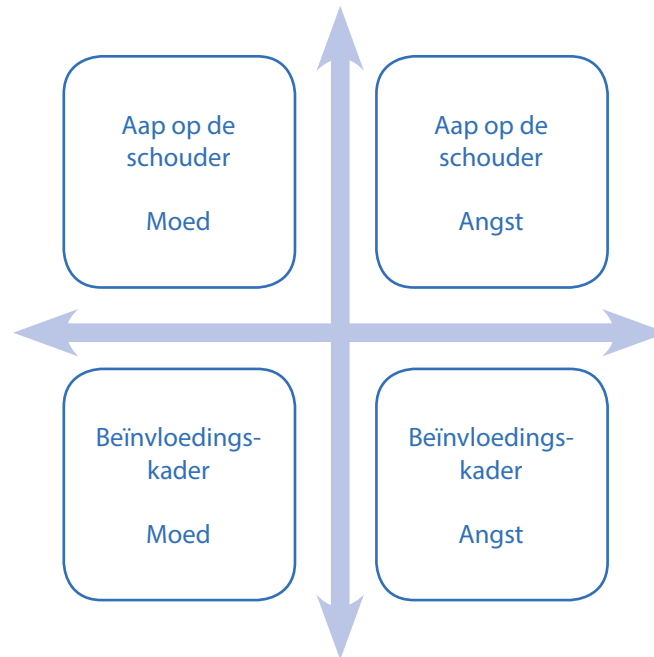 Aap op de
schouder
Moed
Aap op de
schouder
Angst
Beïnvloedings-
kader
Moed
Beïnvloedings-
kader
Angst